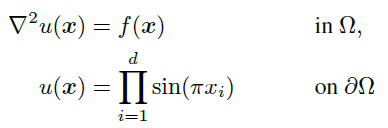 ∇²u(x) = f(x) in Ω,
u(x) = ∏_{i=1}^{d} sin(πx_i) on ∂Ω